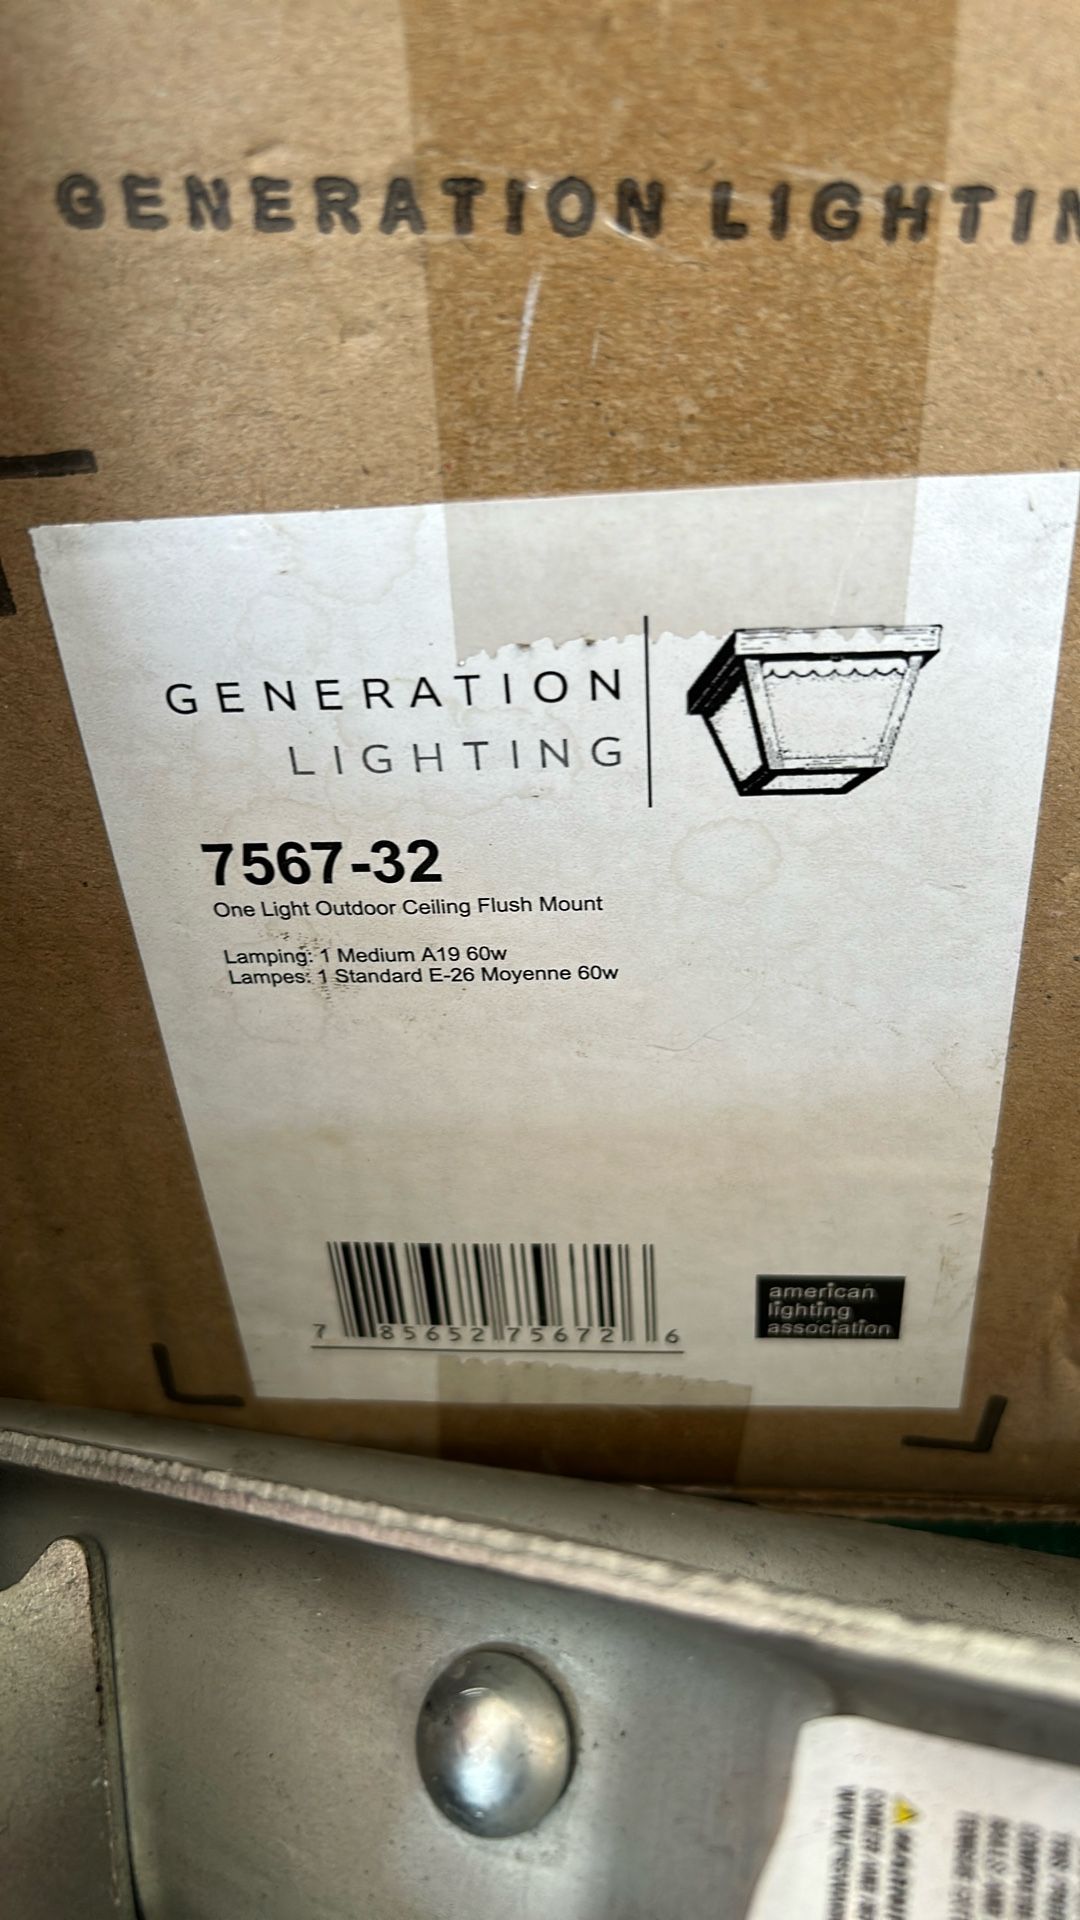 GENERATION LIGHTIN
GENERATION
LIGHTING
7567-32
One Light Outdoor Ceiling Flush Mount
Lamping: 1 Medium A19 60w
Lampes: 1 Standard E-26 Moyenne 60w
7 85652 75672 6
american
lighting
association